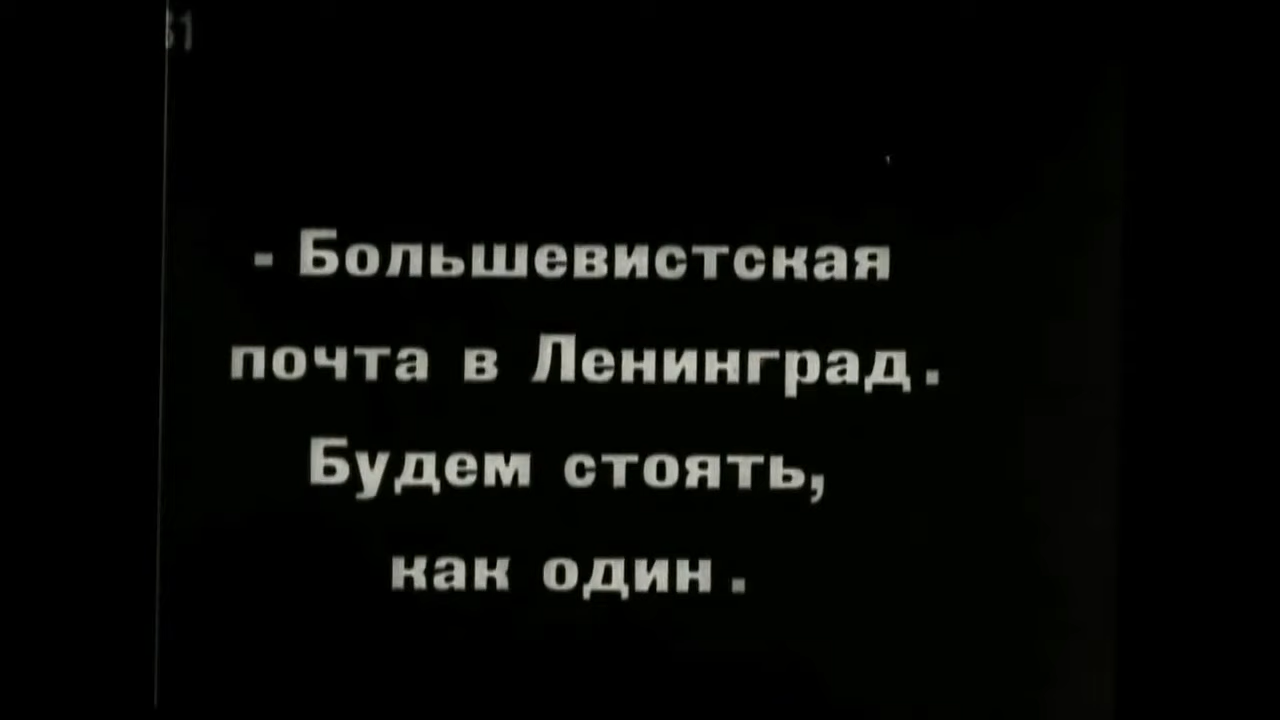 - Большевистская
почта в Ленинград.
Будем стоять,
как один.